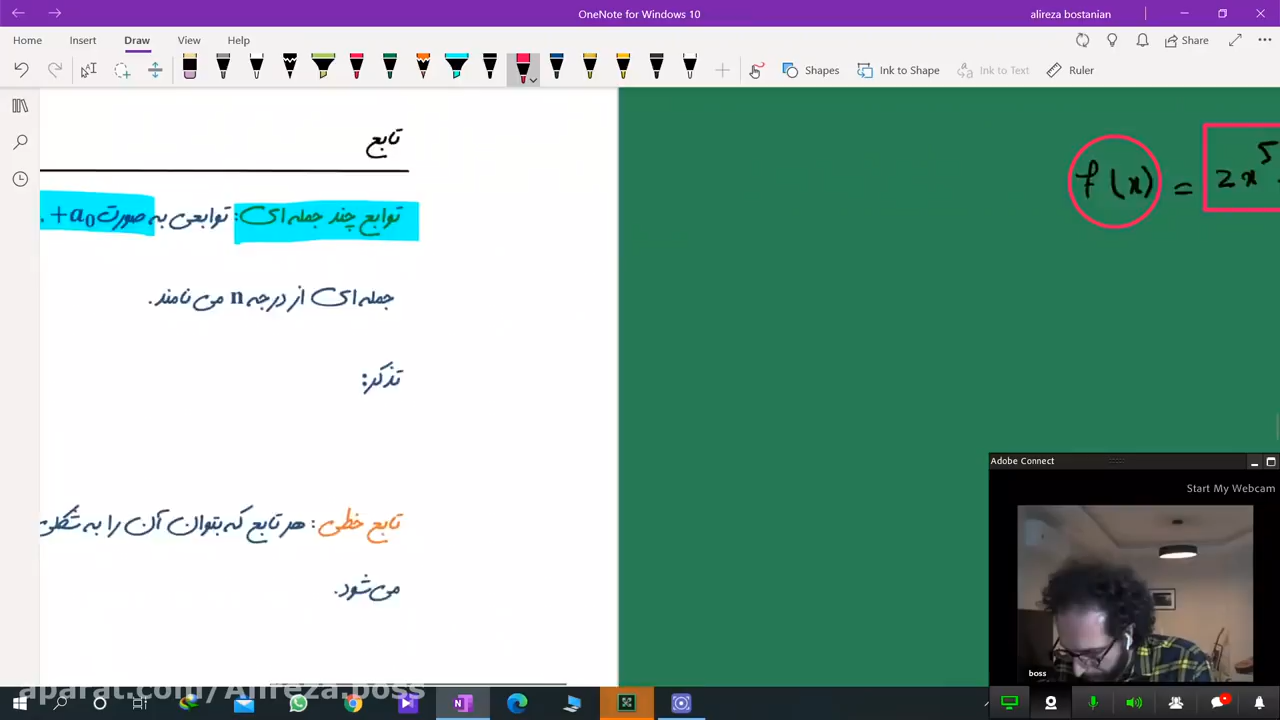 OneNote for Windows 10
alireza bostanian
Home Insert Draw View Help
Share
Shapes
Ink to Shape
Ink to Text
Ruler
تابع
توابع چند جمله ای: توابعی به صورت a₀+ .
جمله ای از درجه n می نامند.
تذکر:
تابع خطی : هر تابع که بتوان آن را به شکل
می شود.
f(x) = 2x⁵
Adobe Connect
Start My Webcam
boss
aparat.com/Alireza.boss